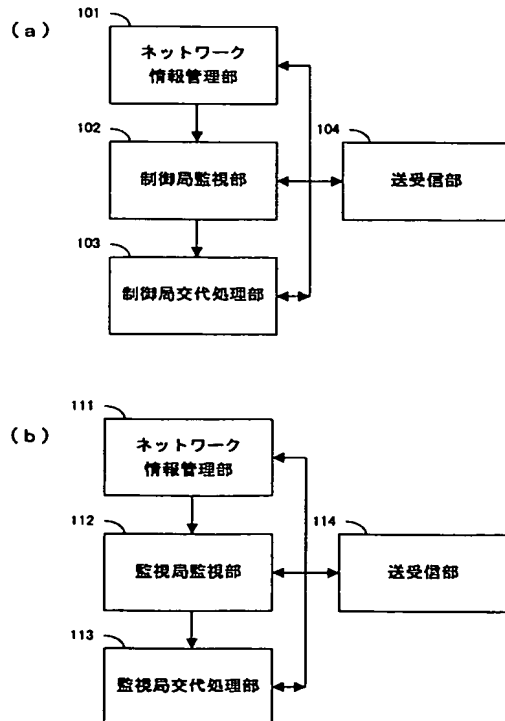 (a)
101
ネットワーク
情報管理部
102
制御局監視部
104
送受信部
103
制御局交代処理部
(b)
111
ネットワーク
情報管理部
112
監視局監視部
114
送受信部
113
監視局交代処理部